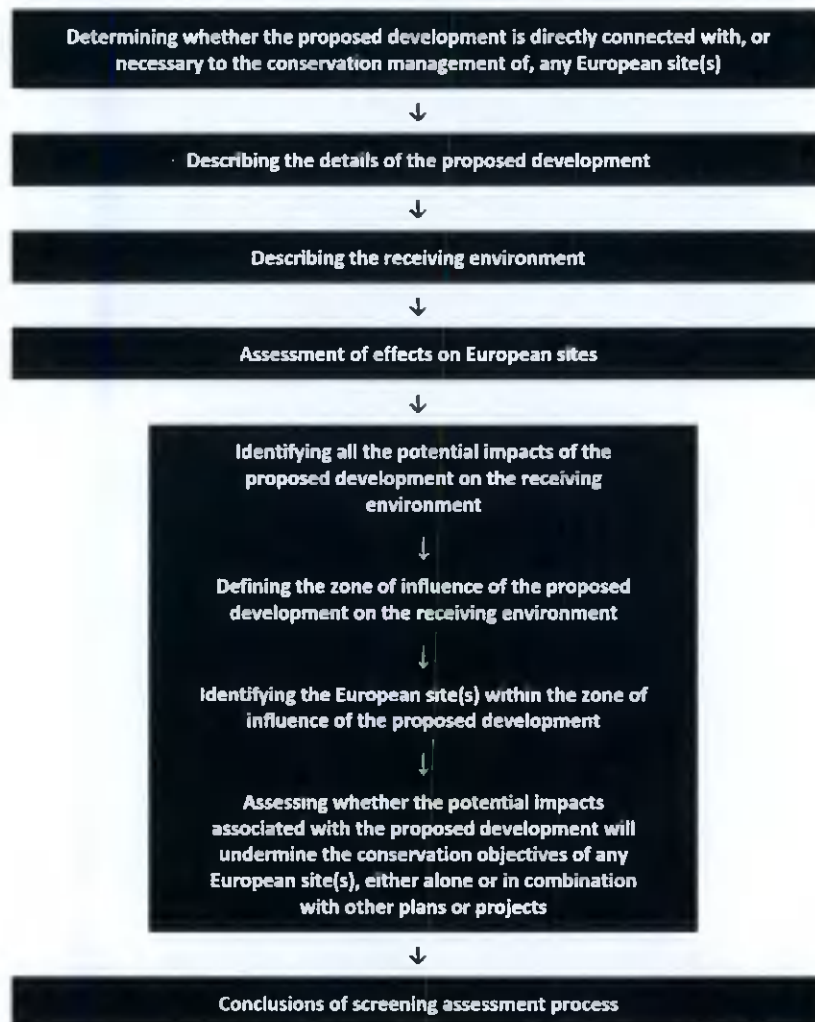 Determining whether the proposed development is directly connected with, or
necessary to the conservation management of, any European site(s)
↓
Describing the details of the proposed development
↓
Describing the receiving environment
↓
Assessment of effects on European sites
↓
Identifying all the potential impacts of the
proposed development on the receiving
environment
↓
Defining the zone of influence of the proposed
development on the receiving environment
↓
Identifying the European site(s) within the zone of
influence of the proposed development
↓
Assessing whether the potential impacts
associated with the proposed development will
undermine the conservation objectives of any
European site(s), either alone or in combination
with other plans or projects
↓
Conclusions of screening assessment process